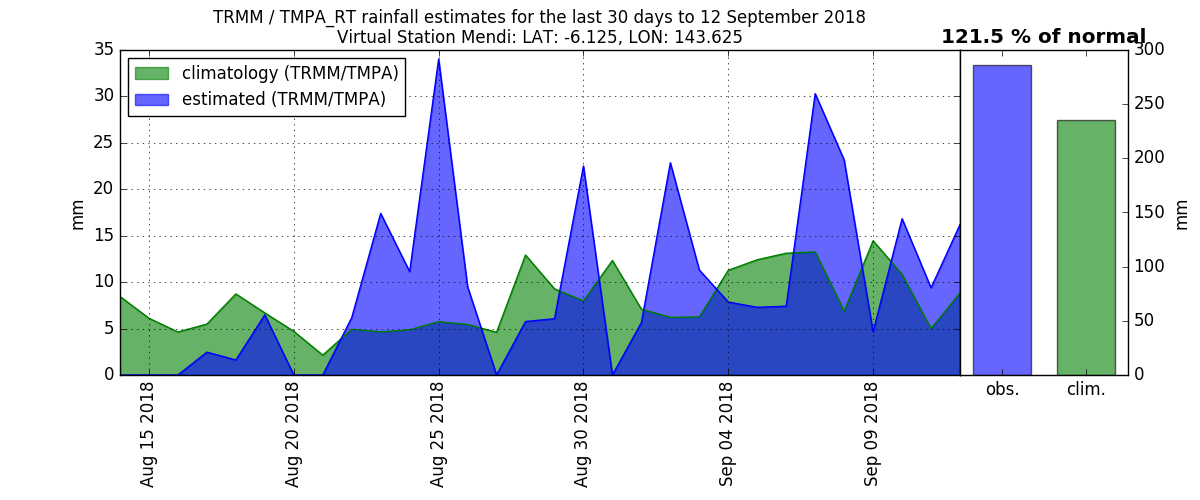 TRMM / TMPA_RT rainfall estimates for the last 30 days to 12 September 2018
Virtual Station Mendi: LAT: -6.125, LON: 143.625
121.5 % of normal
climatology (TRMM/TMPA)
estimated (TRMM/TMPA)
mm
35
30
25
20
15
10
5
0
Aug 15 2018
Aug 20 2018
Aug 25 2018
Aug 30 2018
Sep 04 2018
Sep 09 2018
300
250
200
150
100
50
0
mm
obs.
clim.